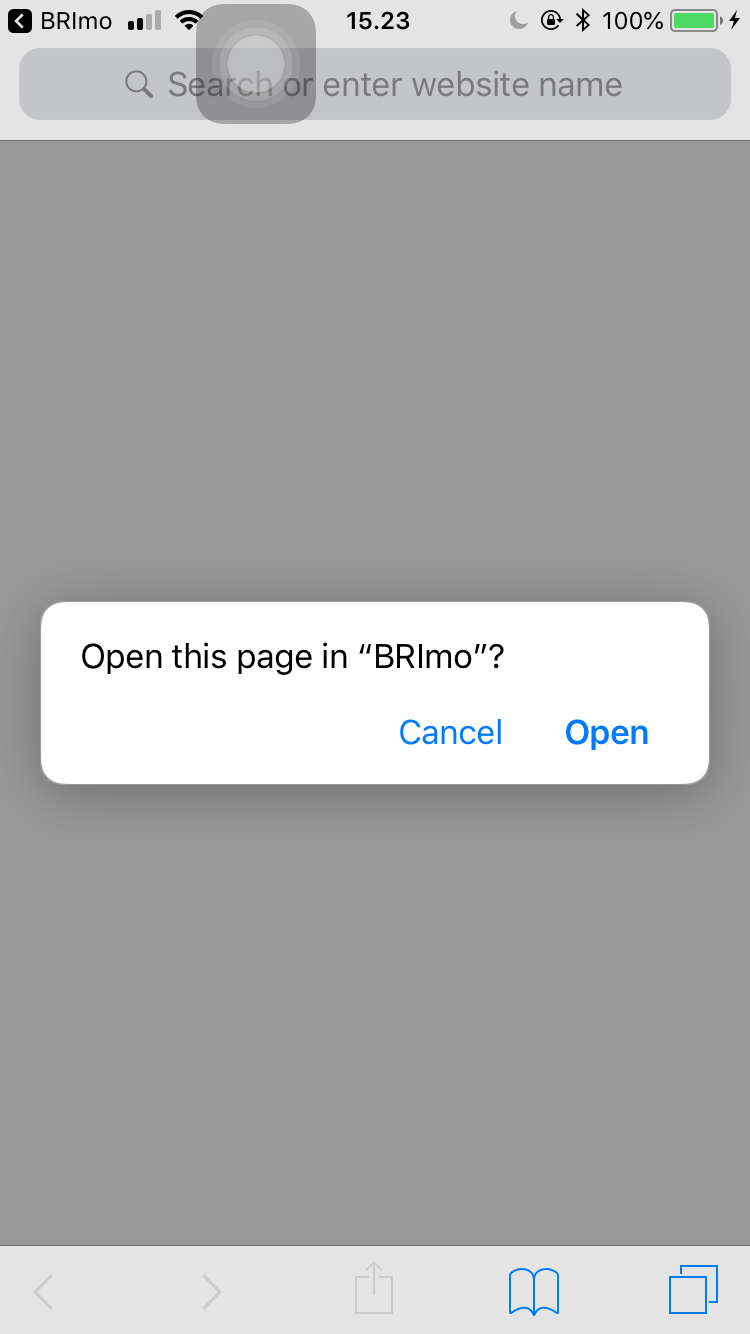 BRImo 15.23 100%
Search or enter website name
Open this page in “BRImo”?
Cancel Open